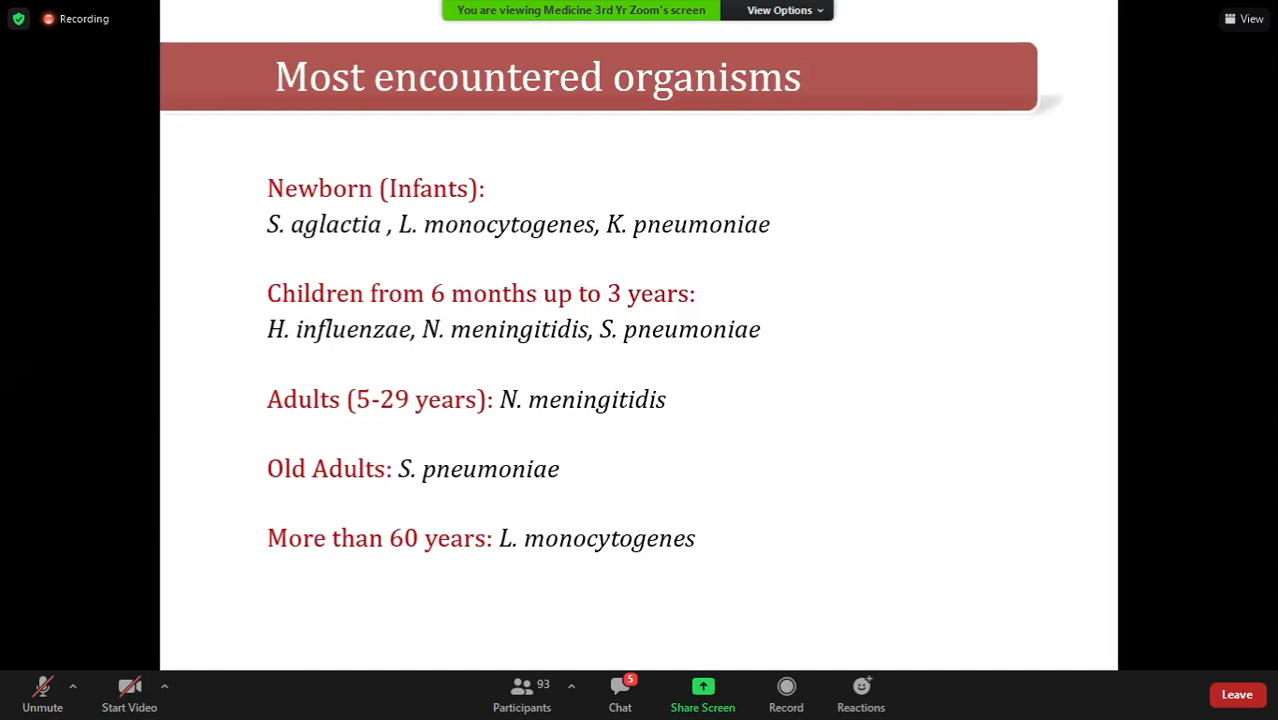 Recording
You are viewing Medicine 3rd Yr Zoom's screen
View Options
View
Most encountered organisms
Newborn (Infants):
S. aglactia , L. monocytogenes, K. pneumoniae
Children from 6 months up to 3 years:
H. influenzae, N. meningitidis, S. pneumoniae
Adults (5-29 years): N. meningitidis
Old Adults: S. pneumoniae
More than 60 years: L. monocytogenes
93
5
Unmute
Start Video
Participants
Chat
Share Screen
Record
Reactions
Leave